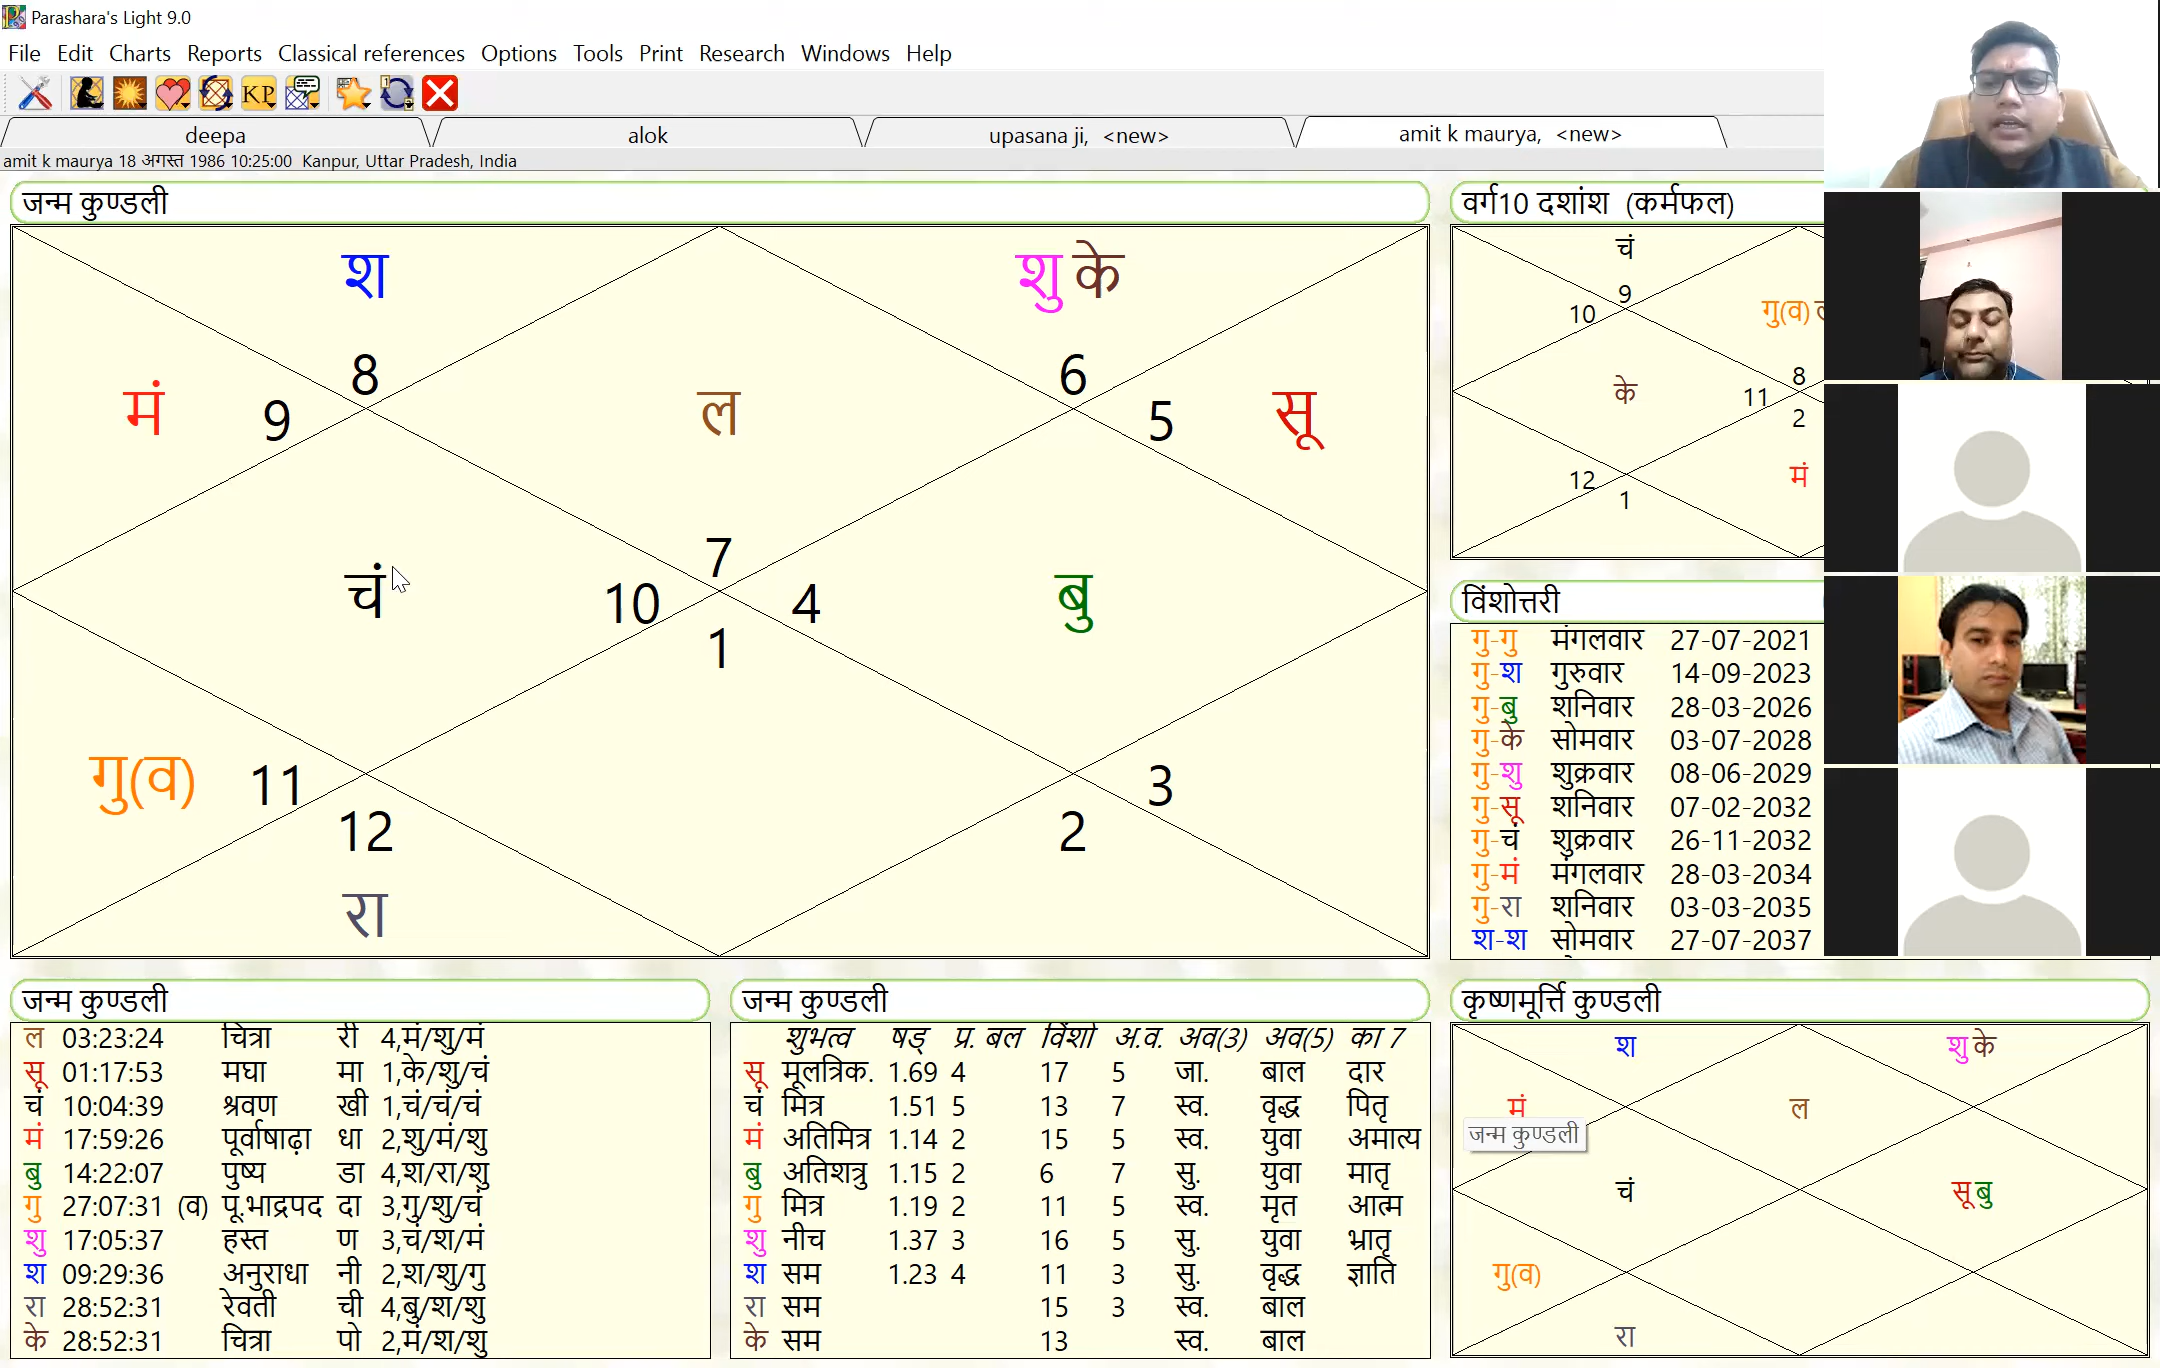 Parashara's Light 9.0
File Edit Charts Reports Classical references Options Tools Print Research Windows Help
KP
deepa
alok
upasana ji, <new>
amit k maurya, <new>
amit k maurya 18 अगस्त 1986 10:25:00 Kanpur, Uttar Pradesh, India
जन्म कुण्डली
श
शु के
8
6
मं
9
ल
5
सू
चं
10
7
4
बु
1
गु(व)
11
12
3
2
रा
वर्ग10 दशांश (कर्मफल)
चं
9
10
गु(व)
के
8
11
2
12
1
मं
विंशोत्तरी
गु-गु मंगलवार 27-07-2021
गु-श गुरुवार 14-09-2023
गु-बु शनिवार 28-03-2026
गु-के सोमवार 03-07-2028
गु-शु शुक्रवार 08-06-2029
गु-सू शनिवार 07-02-2032
गु-चं शुक्रवार 26-11-2032
गु-मं मंगलवार 28-03-2034
गु-रा शनिवार 03-03-2035
श-श सोमवार 27-07-2037
जन्म कुण्डली
ल 03:23:24 चित्रा री 4,मं/शु/मं
सू 01:17:53 मघा मा 1,के/शु/चं
चं 10:04:39 श्रवण खी 1,चं/चं/चं
मं 17:59:26 पूर्वाषाढ़ा धा 2,शु/मं/शु
बु 14:22:07 पुष्य डा 4,श/रा/शु
गु 27:07:31 (व) पू.भाद्रपद दा 3,गु/शु/चं
शु 17:05:37 हस्त ण 3,चं/श/मं
श 09:29:36 अनुराधा नी 2,श/शु/गु
रा 28:52:31 रेवती ची 4,बु/श/शु
के 28:52:31 चित्रा पो 2,मं/श/शु
जन्म कुण्डली
शुभत्व षड् प्र. बल विंशो अ.व. अव(3) अव(5) का 7
सू मूलत्रिक. 1.69 4 17 5 जा. बाल दार
चं मित्र 1.51 5 13 7 स्व. वृद्ध पितृ
मं अतिमित्र 1.14 2 15 5 स्व. युवा अमात्य
बु अतिशत्रु 1.15 2 6 7 सु. युवा मातृ
गु मित्र 1.19 2 11 5 स्व. मृत आत्म
शु नीच 1.37 3 16 5 सु. युवा भ्रातृ
श सम 1.23 4 11 3 सु. वृद्ध ज्ञाति
रा सम 15 3 स्व. बाल
के सम 13 स्व. बाल
कृष्णमूर्त्ति कुण्डली
श
शु के
मं
ल
जन्म कुण्डली
चं
सू बु
गु(व)
रा